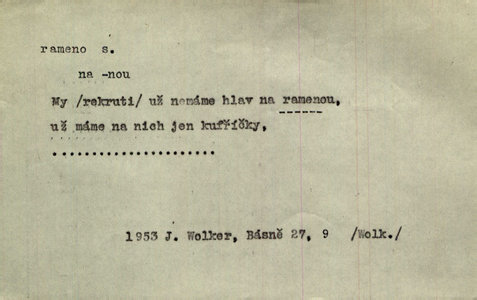 rameno s.
na -nou
My /rekruti/ už nemáme hlav na ramenou,
už máme na nich jen kufříčky,
......................
1953 J. Wolker, Básně 27, 9 /Wolk./